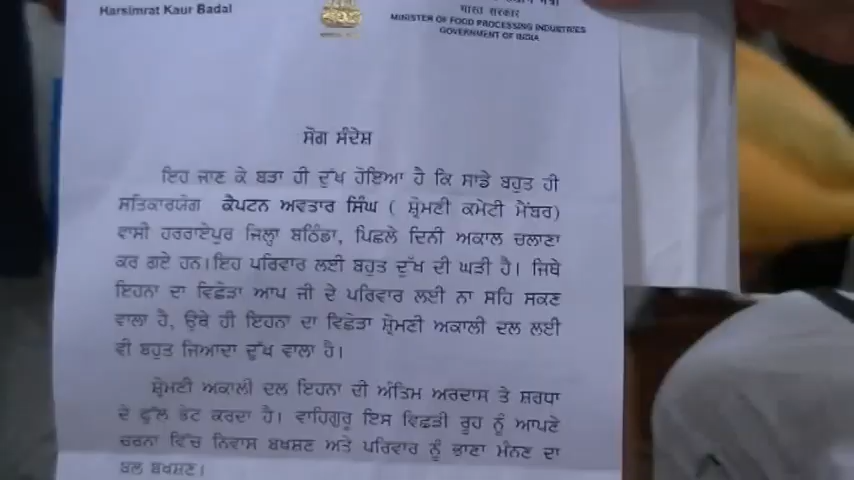 Harsimrat Kaur Badal
ਭਾਰਤ ਸਰਕਾਰ
MINISTER OF FOOD PROCESSING INDUSTRIES
GOVERNMENT OF INDIA
ਸੋਗ ਸੰਦੇਸ਼
ਇਹ ਜਾਣ ਕੇ ਬੜਾ ਹੀ ਦੁੱਖ ਹੋਇਆ ਹੈ ਕਿ ਸਾਡੇ ਬਹੁਤ ਹੀ
ਸਤਿਕਾਰਯੋਗ ਕੈਪਟਨ ਅਵਤਾਰ ਸਿੰਘ ( ਸ਼੍ਰੋਮਣੀ ਕਮੇਟੀ ਮੈਂਬਰ)
ਵਾਸੀ ਹਰਰਾਏਪੁਰ ਜਿਲ੍ਹਾ ਬਠਿੰਡਾ, ਪਿਛਲੇ ਦਿਨੀ ਅਕਾਲ ਚਲਾਣਾ
ਕਰ ਗਏ ਹਨ। ਇਹ ਪਰਿਵਾਰ ਲਈ ਬਹੁਤ ਦੁੱਖ ਦੀ ਘੜੀ ਹੈ। ਜਿਥੇ
ਇਹਨਾ ਦਾ ਵਿਛੋੜਾ ਆਪ ਜੀ ਦੇ ਪਰਿਵਾਰ ਲਈ ਨਾ ਸਹਿ ਸਕਣ
ਵਾਲਾ ਹੈ, ਉਥੇ ਹੀ ਇਹਨਾ ਦਾ ਵਿਛੋੜਾ ਸ਼੍ਰੋਮਣੀ ਅਕਾਲੀ ਦਲ ਲਈ
ਵੀ ਬਹੁਤ ਜਿਆਦਾ ਦੁੱਖ ਵਾਲਾ ਹੈ।
ਸ਼੍ਰੋਮਣੀ ਅਕਾਲੀ ਦਲ ਇਹਨਾ ਦੀ ਅੰਤਿਮ ਅਰਦਾਸ ਤੇ ਸ਼ਰਧਾ
ਦੇ ਫੁੱਲ ਭੇਟ ਕਰਦਾ ਹੈ। ਵਾਹਿਗੁਰੂ ਇਸ ਵਿਛੜੀ ਰੂਹ ਨੂੰ ਆਪਣੇ
ਚਰਨਾ ਵਿੱਚ ਨਿਵਾਸ ਬਖਸ਼ਣ ਅਤੇ ਪਰਿਵਾਰ ਨੂੰ ਭਾਣਾ ਮੰਨਣ ਦਾ
ਬਲ ਬਖਸ਼ਣ।